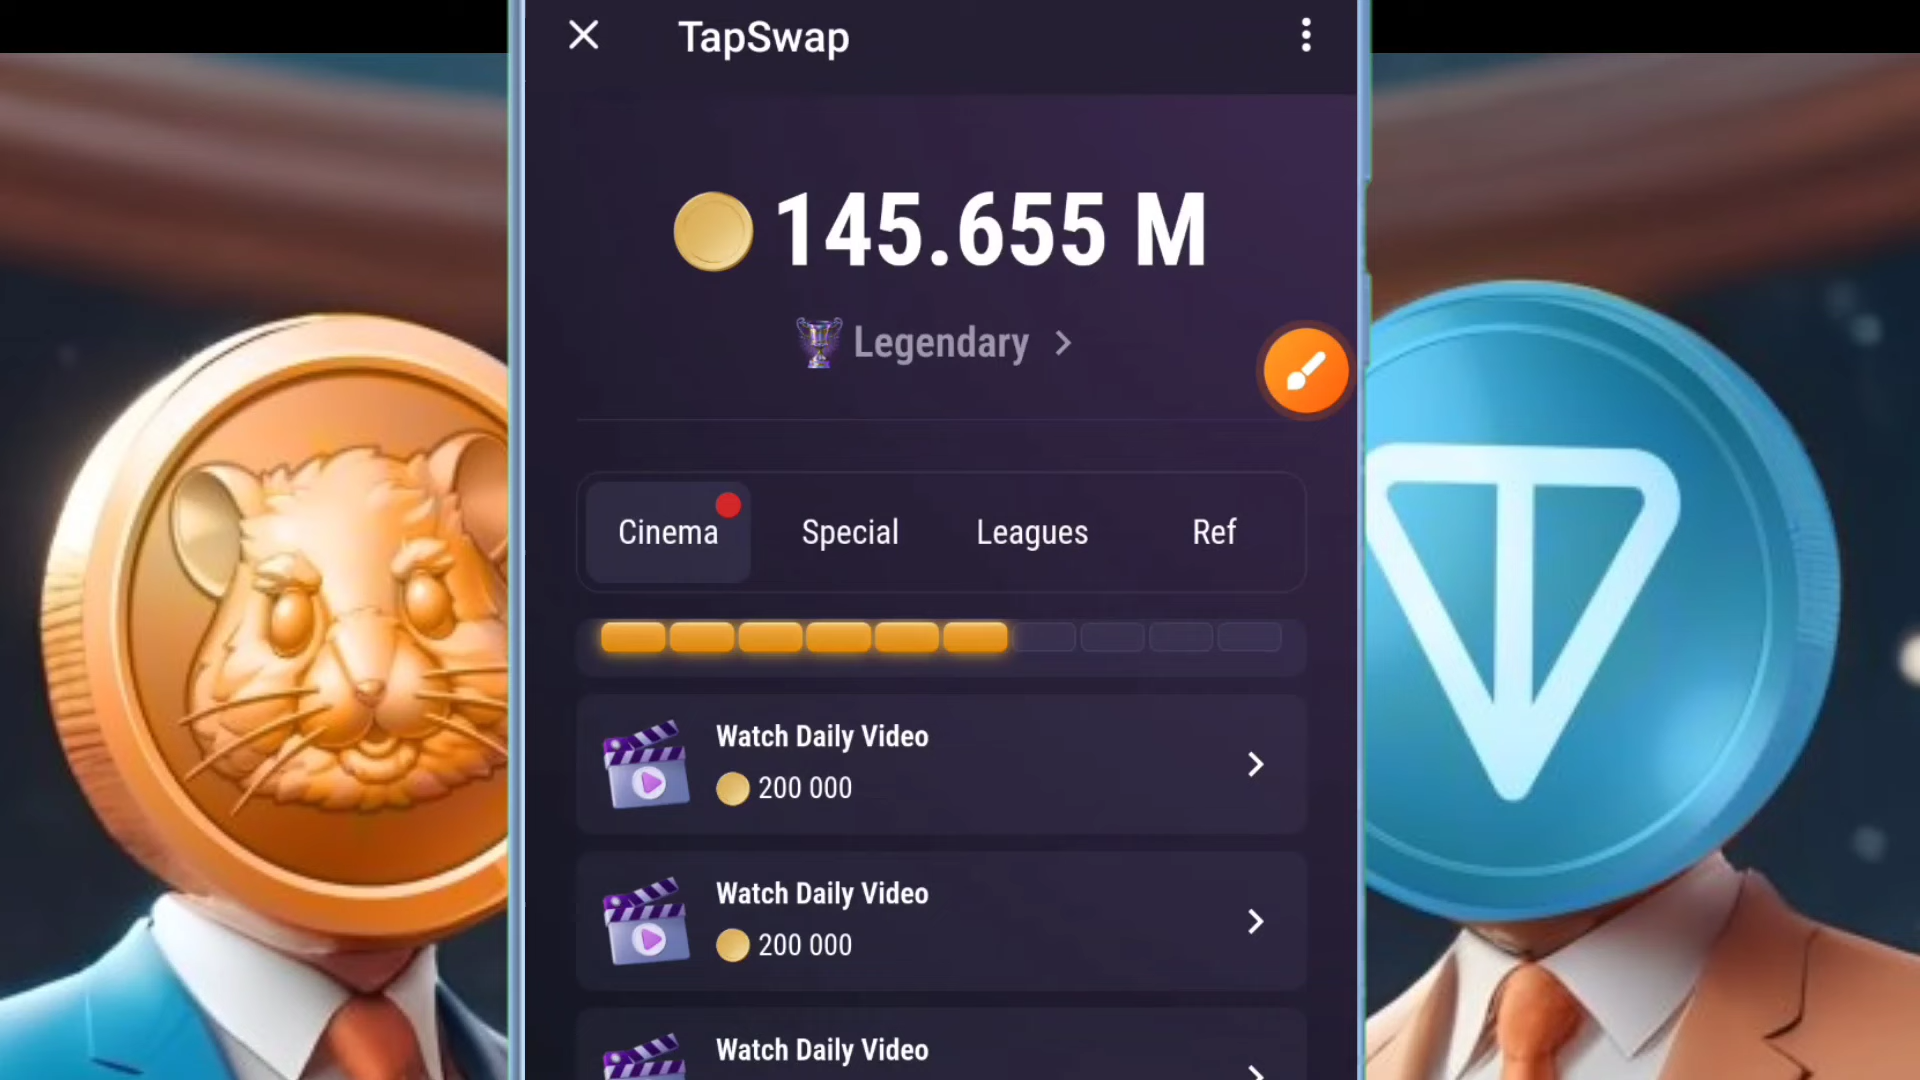 TapSwap
145.655 M
Legendary
Cinema Special Leagues Ref
Watch Daily Video
200 000
Watch Daily Video
200 000
Watch Daily Video